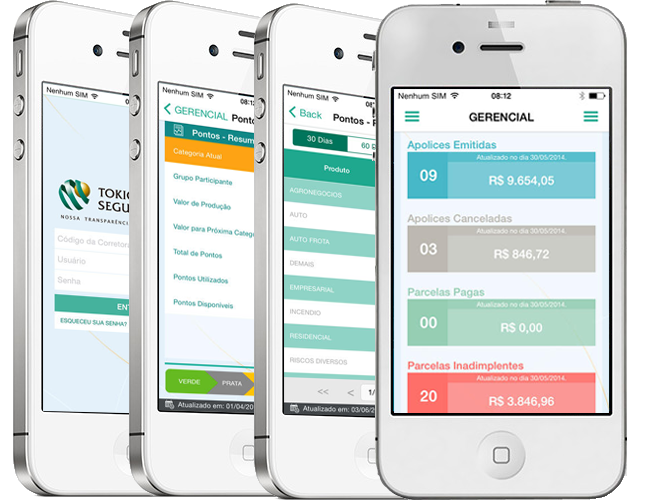 Nenhum SIM
TOKIO
SEGU
NOSSA TRANSPARÊNCI
Código da Corretora
Usuário
Senha
ENT
ESQUECEU SUA SENHA?
Nenhum SIM 08:12
GERENCIAL Ponto
Pontos - Resum
Categoria Atual
Grupo Participante
Valor de Produção
Valor para Próxima Catego
Total de Pontos
Pontos Utilizados
Pontos Disponíveis
VERDE PRATA
Atualizado em: 01/04/20
Nenhum SIM 08:12
Back Pontos - R
30 Dias 60
Produto
AGRONEGOCIOS
AUTO
AUTO FROTA
DEMAIS
EMPRESARIAL
INCENDIO
RESIDENCIAL
RISCOS DIVERSOS
<< < 1/
Atualizado em: 03/06/2
Nenhum SIM 08:12
GERENCIAL
Apolices Emitidas
Atualizado no dia 30/05/2014.
09 R$ 9.654,05
Apolices Canceladas
Atualizado no dia 30/05/2014.
03 R$ 846,72
Parcelas Pagas
Atualizado no dia 30/05/2014.
00 R$ 0,00
Parcelas Inadimplentes
Atualizado no dia 30/05/2014.
20 R$ 3.846,96